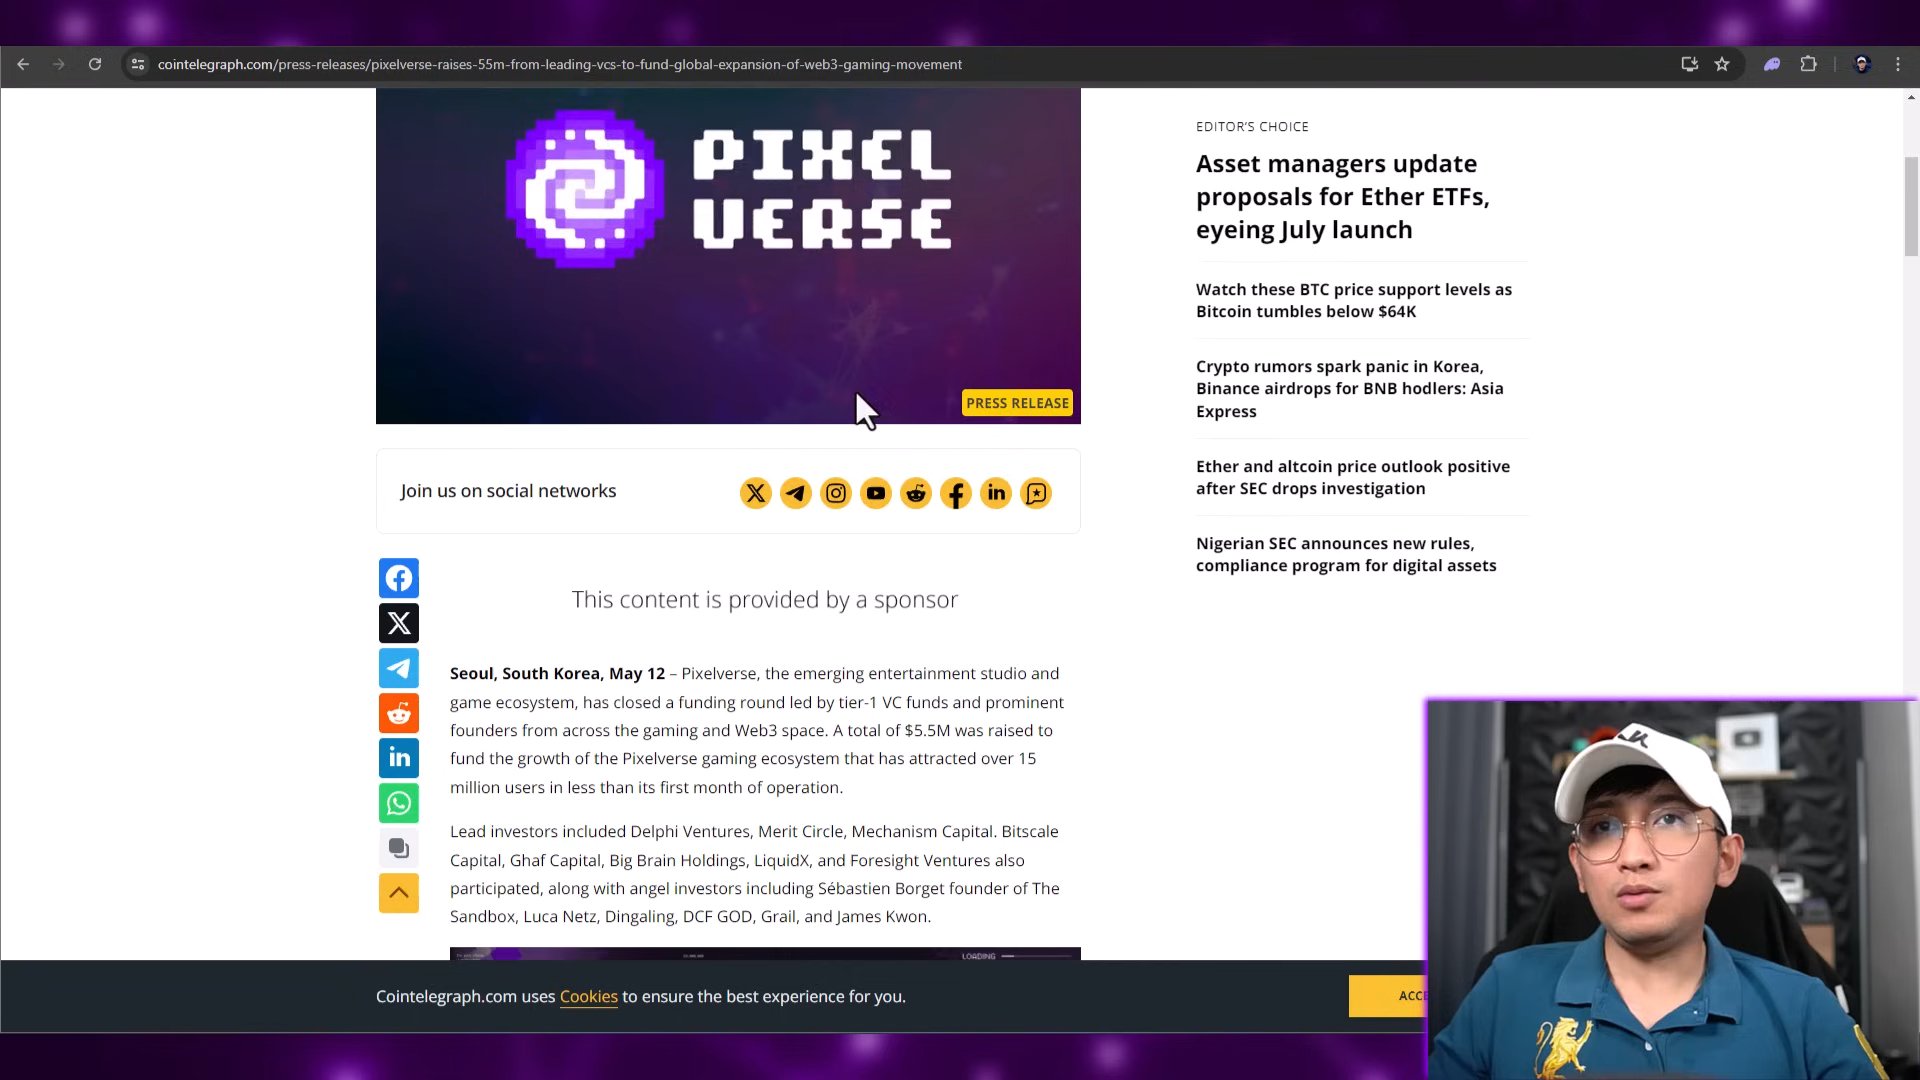 cointelegraph.com/press-releases/pixelverse-raises-55m-from-leading-vcs-to-fund-global-expansion-of-web3-gaming-movement
PIXEL
VERSE
PRESS RELEASE
Join us on social networks
This content is provided by a sponsor
Seoul, South Korea, May 12 – Pixelverse, the emerging entertainment studio and
game ecosystem, has closed a funding round led by tier-1 VC funds and prominent
founders from across the gaming and Web3 space. A total of $5.5M was raised to
fund the growth of the Pixelverse gaming ecosystem that has attracted over 15
million users in less than its first month of operation.
Lead investors included Delphi Ventures, Merit Circle, Mechanism Capital. Bitscale
Capital, Ghaf Capital, Big Brain Holdings, LiquidX, and Foresight Ventures also
participated, along with angel investors including Sébastien Borget founder of The
Sandbox, Luca Netz, Dingaling, DCF GOD, Grail, and James Kwon.
LOADING
EDITOR'S CHOICE
Asset managers update
proposals for Ether ETFs,
eyeing July launch
Watch these BTC price support levels as
Bitcoin tumbles below $64K
Crypto rumors spark panic in Korea,
Binance airdrops for BNB hodlers: Asia
Express
Ether and altcoin price outlook positive
after SEC drops investigation
Nigerian SEC announces new rules,
compliance program for digital assets
Cointelegraph.com uses Cookies to ensure the best experience for you.